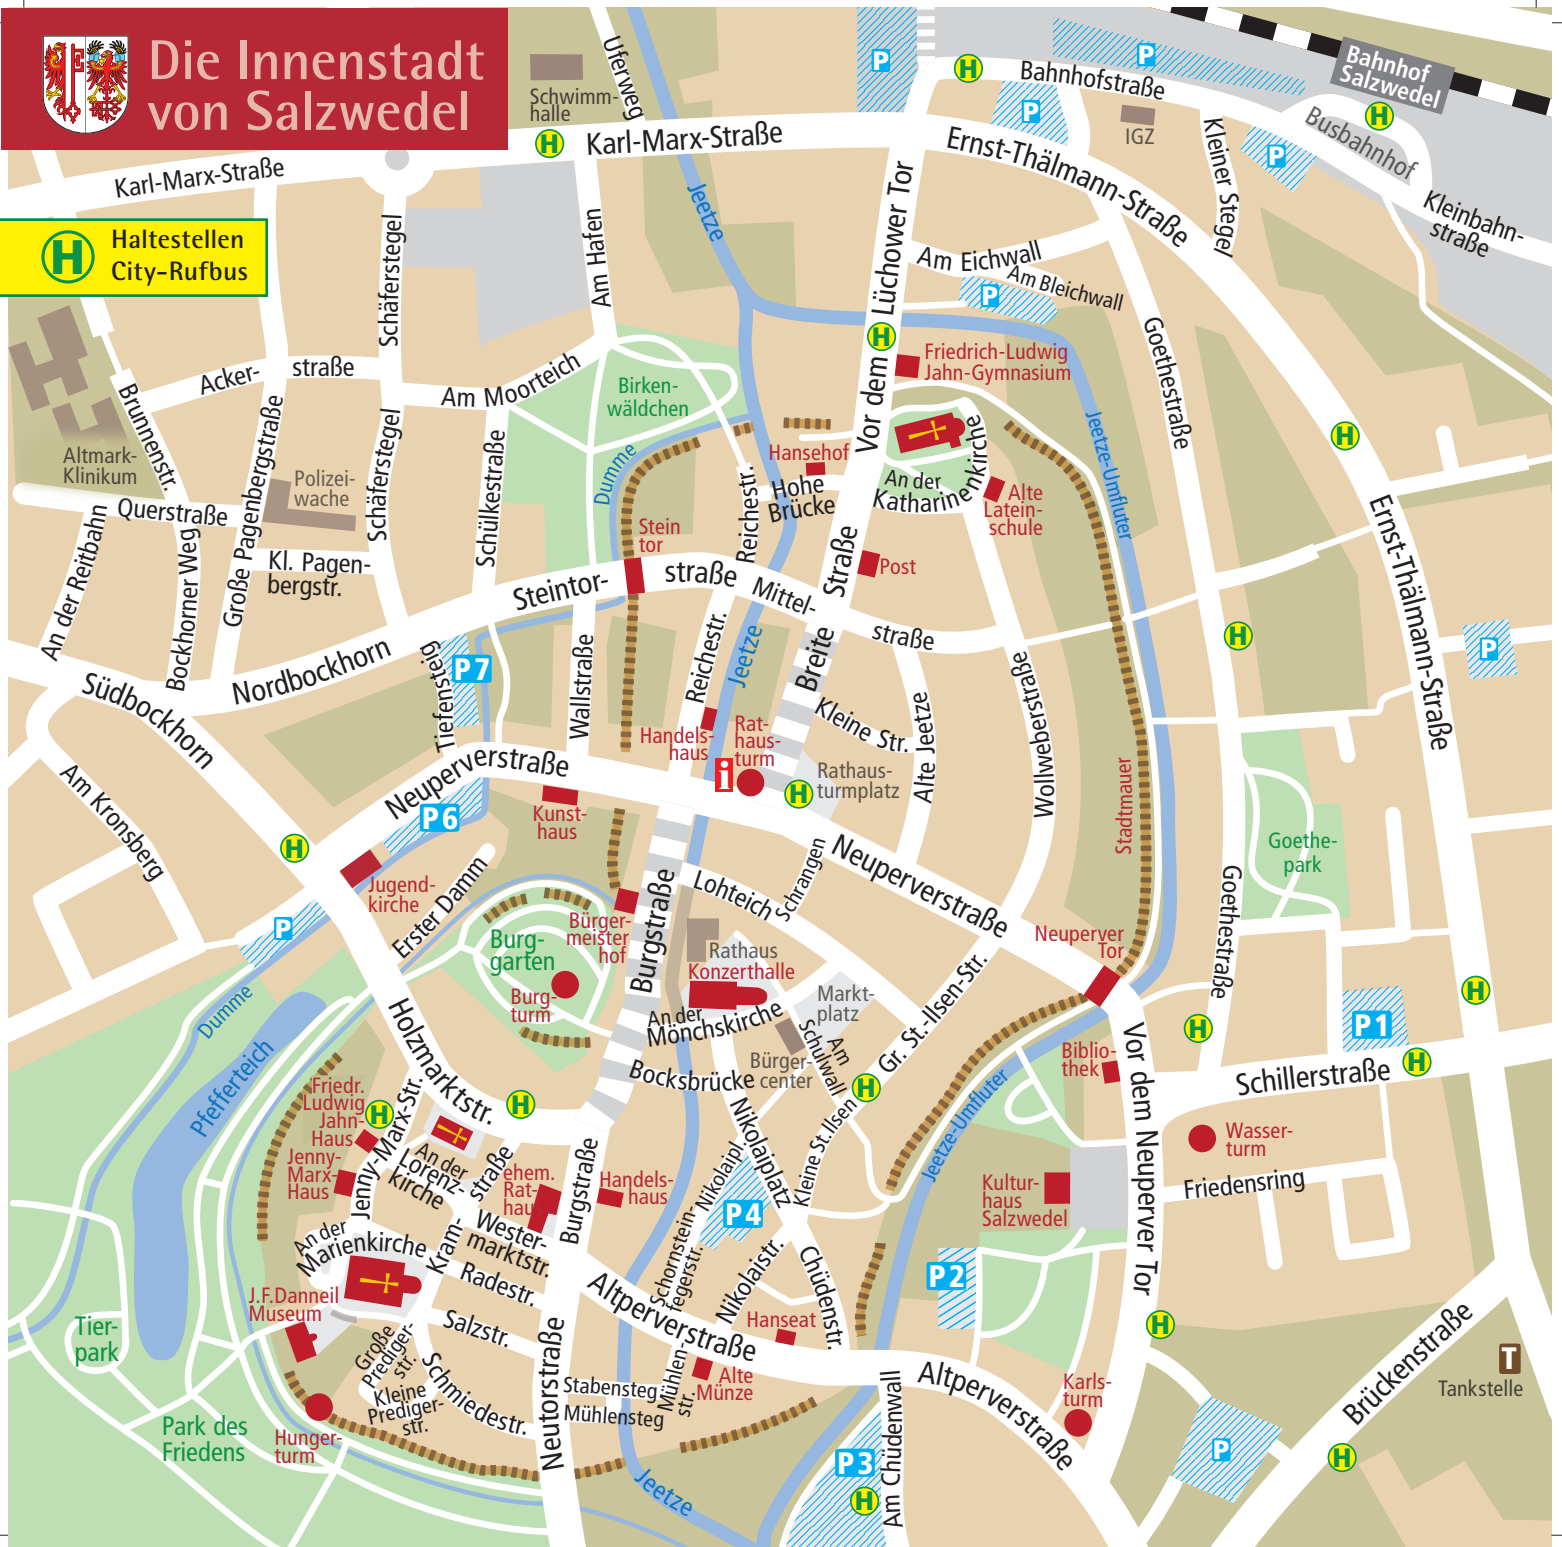 Die Innenstadt
von Salzwedel
H
Haltestellen
City-Rufbus
Schwimm-
halle
Uferweg
H
Karl-Marx-Straße
Karl-Marx-Straße
P
H
Bahnhofstraße
P
P
IGZ
Bahnhof
Salzwedel
H
Busbahnhof
P
Kleiner Stegel
Kleinbahn-
straße
Ernst-Thälmann-Straße
Jeetze
Am Hafen
Schäferstegel
Vor dem Lüchower Tor
Am Eichwall
Am Bleichwall
P
H
Goethestraße
Friedrich-Ludwig
Jahn-Gymnasium
Acker-
straße
Am Moorteich
Birken-
wäldchen
Brunnenstr.
Altmark-
Klinikum
Große Pagenbergstraße
Schäferstegel
Schülkestraße
Dumme
Polizei-
wache
Querstraße
An der Reitbahn
Bockhorner Weg
Kl. Pagen-
bergstr.
Hansehof
Hohe
Brücke
Reichestr.
An der
Katharinenkirche
Alte
Latein-
schule
Jeetze-Umfluter
H
Ernst-Thälmann-Straße
Stein
tor
Post
Steintor-
straße
Mittel-
straße
Breite
Straße
H
P
Nordbockhorn
Südbockhorn
Tiefensteig
P7
Wallstraße
Reichestr.
Jeetze
Handels-
haus
Rat-
haus-
turm
i
H
Rathaus-
turmplatz
Kleine Str.
Alte Jeetze
Wollweberstraße
Stadtmauer
Am Kronsberg
Neuperverstraße
P6
Kunst-
haus
H
Jugend-
kirche
P
Erster Damm
Burg-
garten
Bürger-
meister
hof
Burg-
turm
Burgstraße
Lohteich
Schrangen
Neuperverstraße
Rathaus
Konzerthalle
An der
Mönchskirche
Markt-
platz
Bürger-
center
Am
Schulwall
Gr. St.-Ilsen-Str.
Neuperver
Tor
Goethe-
park
Goethestraße
H
H
P1
H
Schillerstraße
Dumme
Pfefferteich
Holzmarktstr.
H
Friedr.
Ludwig
Jahn-
Haus
H
Jenny-
Marx-
Haus
Jenny-Marx-Str.
An der
Lorenz-
kirche
ehem.
Rat-
haus
Handels-
haus
Burgstraße
Bocksbrücke
Nikolaiplatz
Nikolaipl.
P4
Kleine St.Ilsen
H
Jeetze-Umfluter
Biblio-
thek
Vor dem Neuperver Tor
Wasser-
turm
Friedensring
Kultur-
haus
Salzwedel
An der
Marienkirche
Kram-
straße
Wester-
marktstr.
Radestr.
Salzstr.
J.F.Danneil
Museum
Große
Prediger-
str.
Kleine
Prediger-
str.
Schmiedestr.
Hunger-
turm
Tier-
park
Park des
Friedens
Neutorstraße
Altperverstraße
Schornstein-
fegerstr.
Nikolaistr.
Chüdenstr.
Hanseat
Alte
Münze
Mühlen-
str.
Stabensteg
Mühlensteg
Jeetze
P2
H
Altperverstraße
Karls-
turm
Am Chüdenwall
P3
H
P
Brückenstraße
T
Tankstelle
H